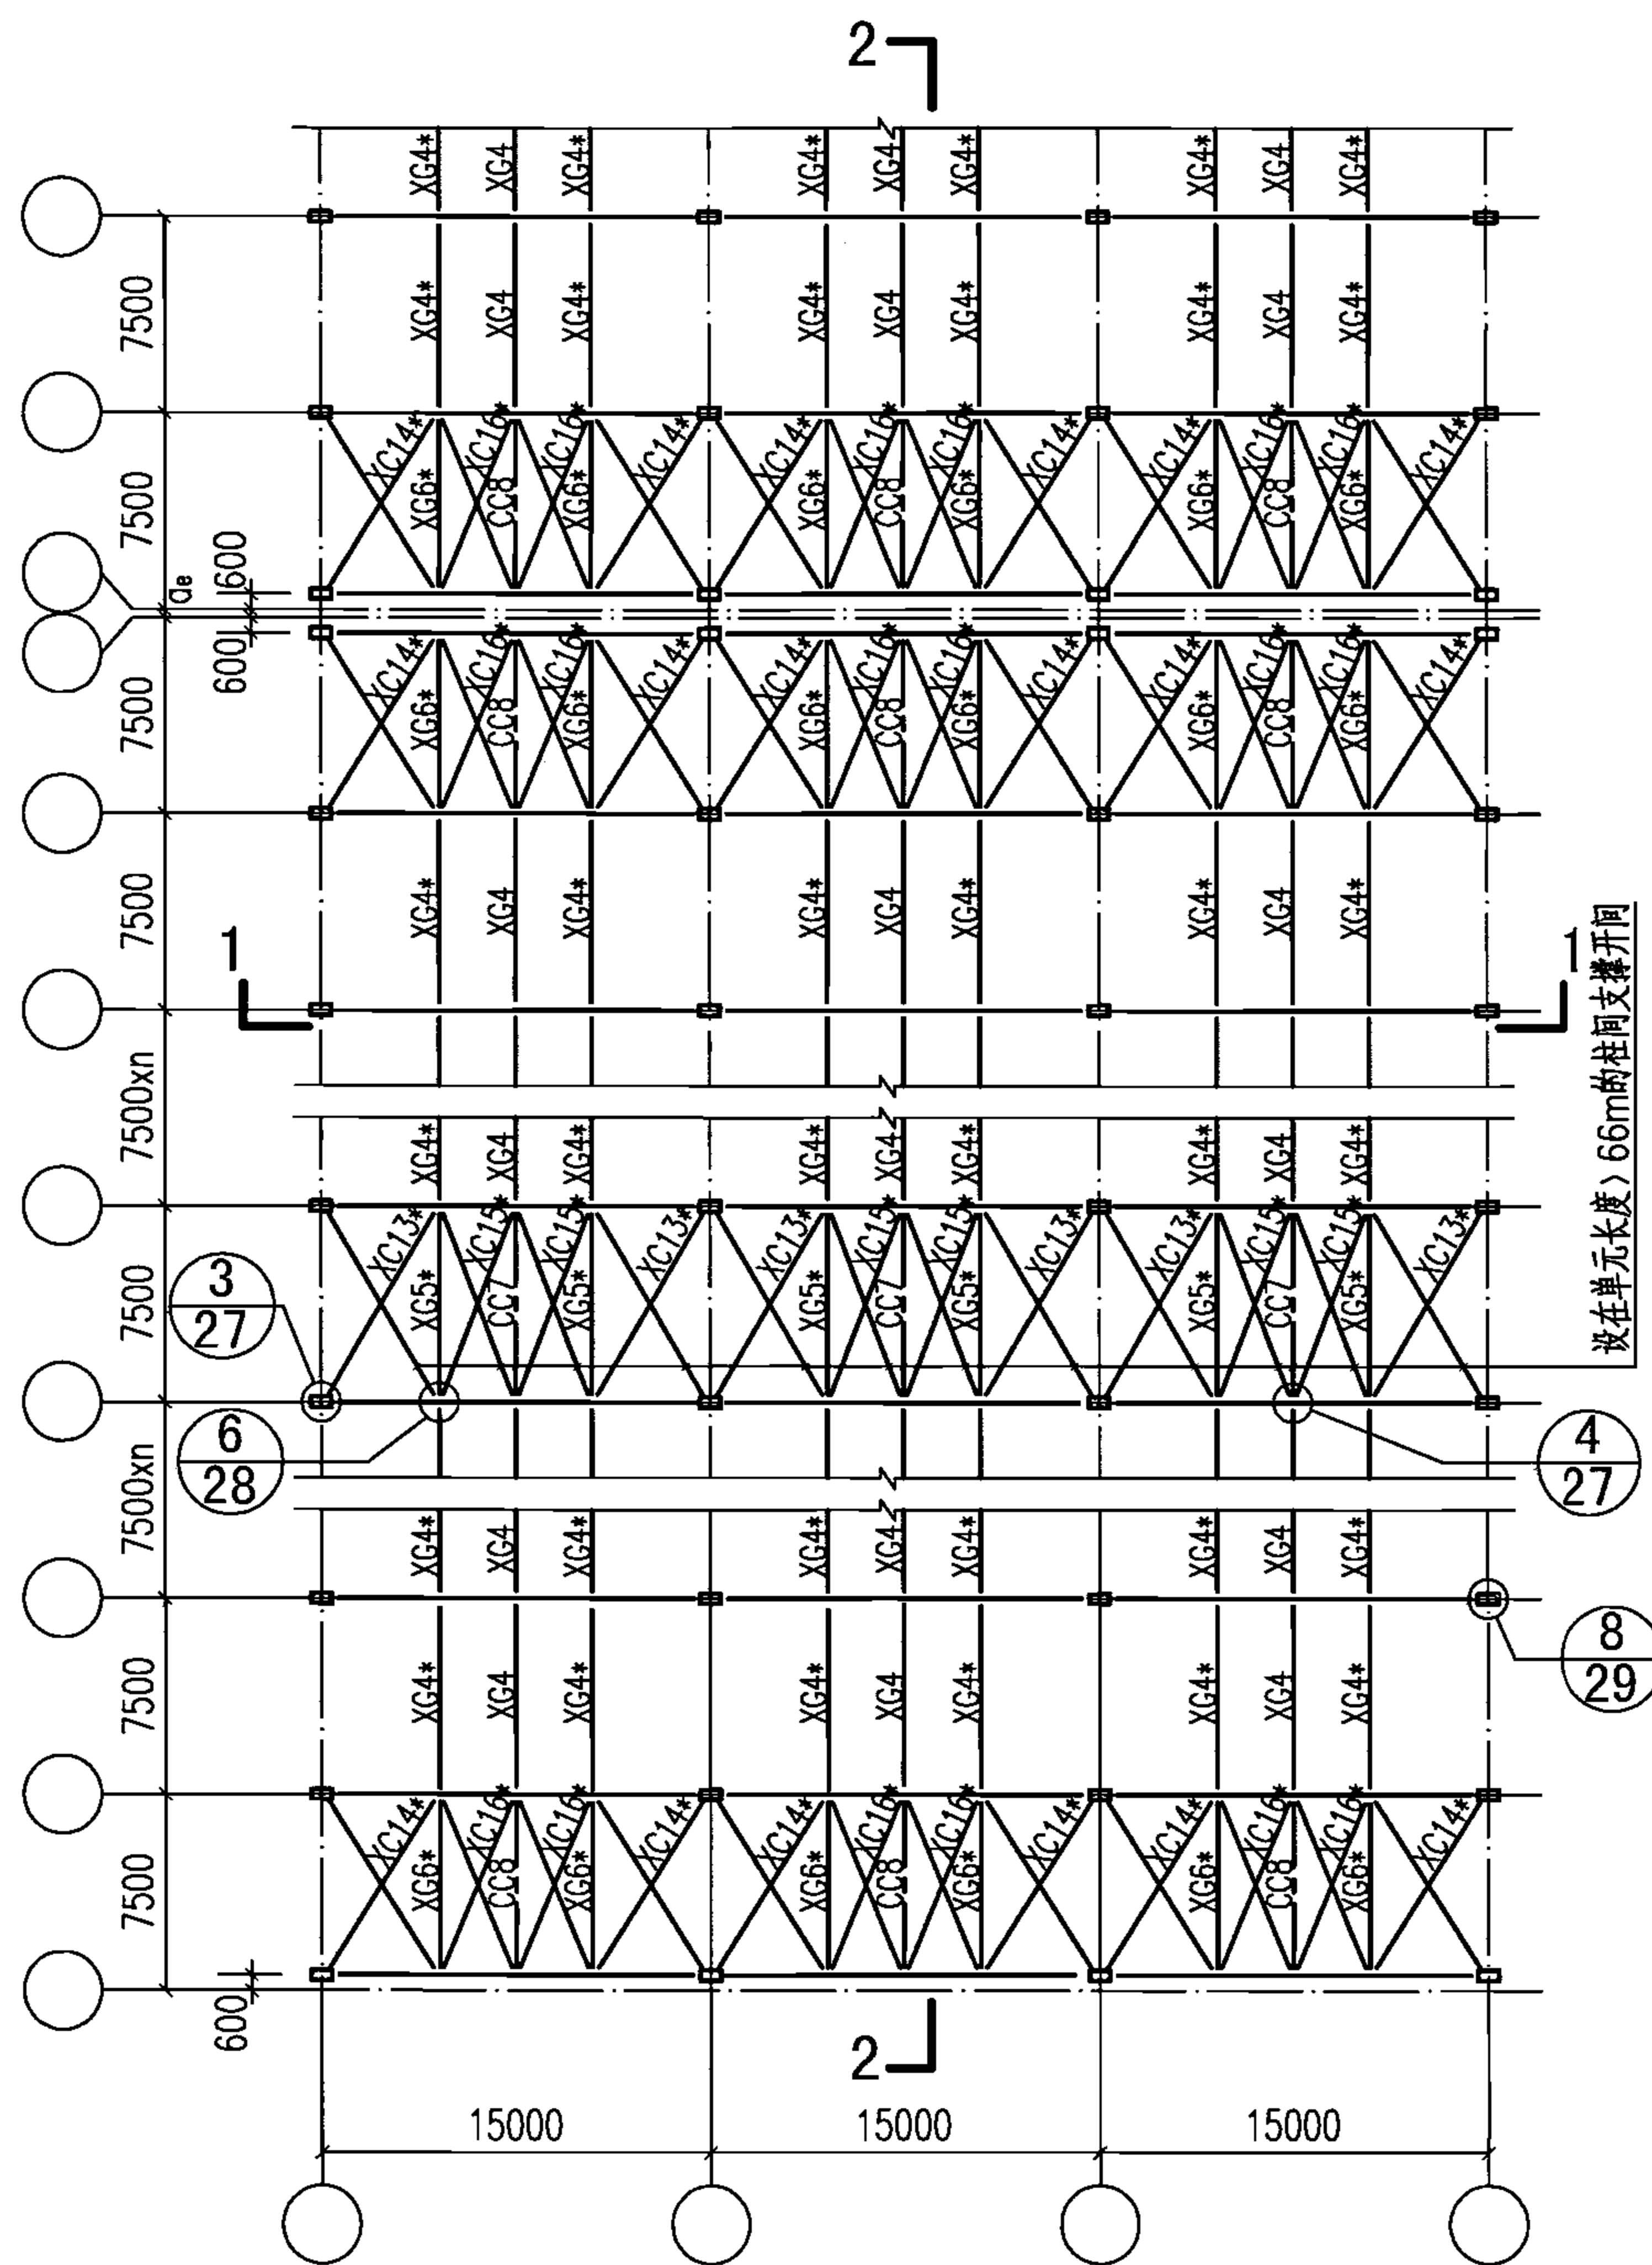 2
XG4* XG4 XG4* XG4* XG4 XG4* XG4* XG4 XG4*
7500
XG4* XG4 XG4* XG4* XG4 XG4* XG4* XG4 XG4*
7500
XC14* XC16* XC16* XC14* XC14* XC16* XC16* XC14* XC14* XC16* XC16* XC14*
XG6* CC8 XG6* XG6* CC8 XG6* XG6* CC8 XG6*
ae
600
600
7500
XC14* XC16* XC16* XC14* XC14* XC16* XC16* XC14* XC14* XC16* XC16* XC14*
XG6* CC8 XG6* XG6* CC8 XG6* XG6* CC8 XG6*
7500
XG4* XG4 XG4* XG4* XG4 XG4* XG4* XG4 XG4*
1
1
设在单元长度>66m的柱间支撑开间
7500xn
XG4* XG4 XG4* XG4* XG4 XG4* XG4* XG4 XG4*
7500
XC13* XC15* XC15* XC13* XC13* XC15* XC15* XC13* XC13* XC15* XC15* XC13*
XG5* CC7 XG5* XG5* CC7 XG5* XG5* CC7 XG5*
3
27
6
28
4
27
7500xn
XG4* XG4 XG4* XG4* XG4 XG4* XG4* XG4 XG4*
8
29
7500
XG4* XG4 XG4* XG4* XG4 XG4* XG4* XG4 XG4*
7500
XC14* XC16* XC16* XC14* XC14* XC16* XC16* XC14* XC14* XC16* XC16* XC14*
XG6* CC8 XG6* XG6* CC8 XG6* XG6* CC8 XG6*
600
2
15000 15000 15000